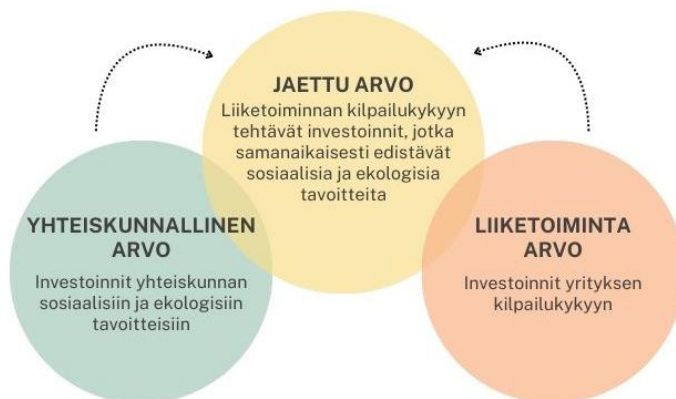 JAETTU ARVO
Liiketoiminnan kilpailukykyyn
tehtävät investoinnit, jotka
samanaikaisesti edistävät
sosiaalisia ja ekologisia
tavoitteita
YHTEISKUNNALLINEN
ARVO
Investoinnit yhteiskunnan
sosiaalisiin ja ekologisiin
tavoitteisiin
LIIKETOIMINTA
ARVO
Investoinnit yrityksen
kilpailukykyyn